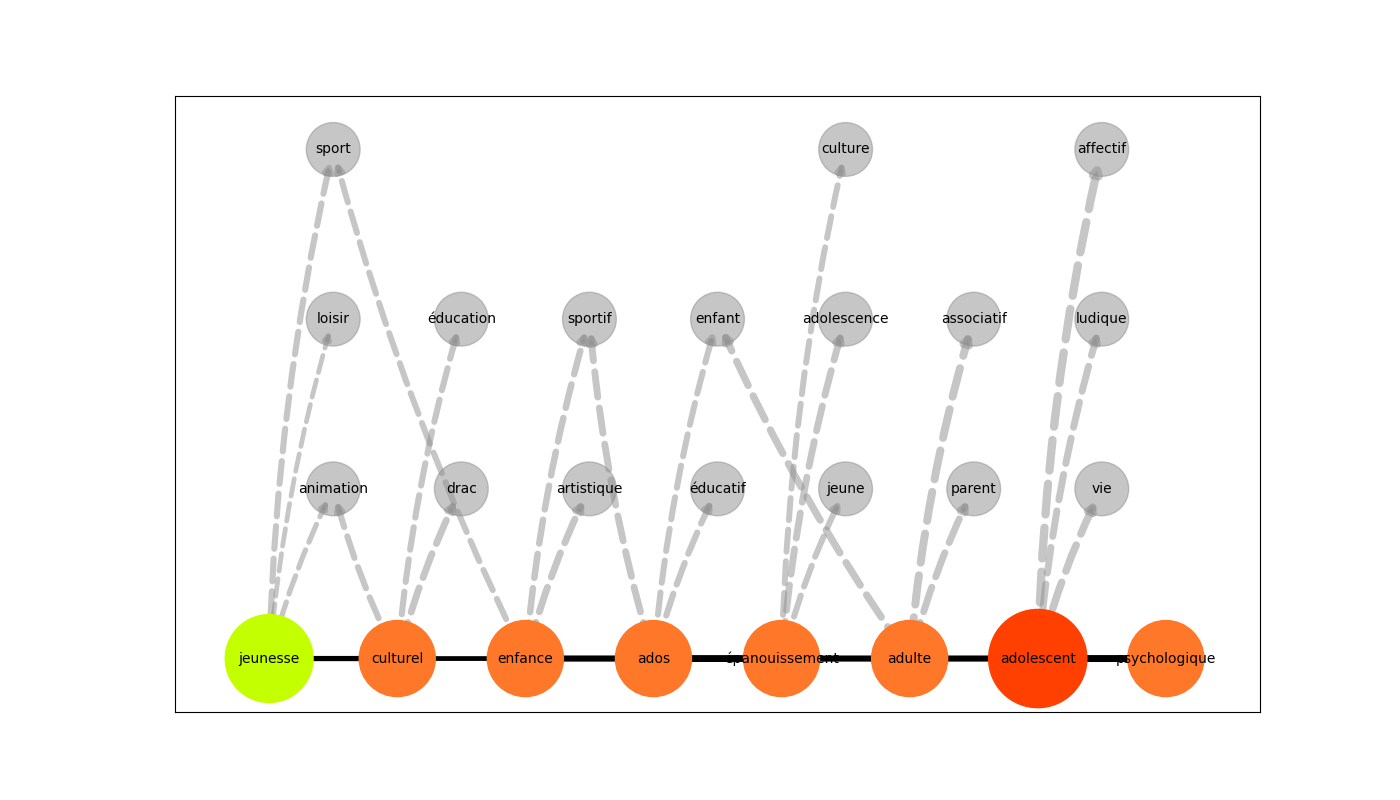 sport culture affectif
loisir éducation sportif enfant adolescence associatif ludique
animation drac artistique éducatif jeune parent vie
jeunesse culturel enfance ados épanouissement adulte adolescent psychologique